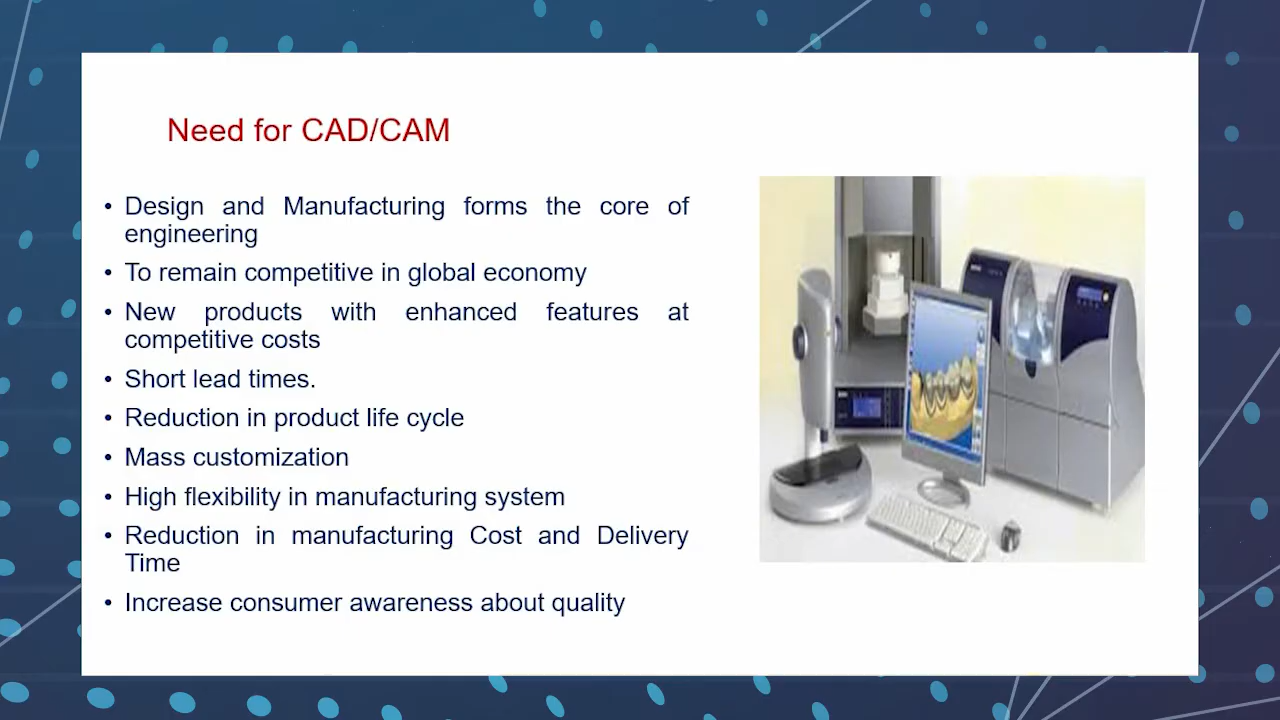 Need for CAD/CAM
• Design and Manufacturing forms the core of
engineering
• To remain competitive in global economy
• New products with enhanced features at
competitive costs
• Short lead times.
• Reduction in product life cycle
• Mass customization
• High flexibility in manufacturing system
• Reduction in manufacturing Cost and Delivery
Time
• Increase consumer awareness about quality